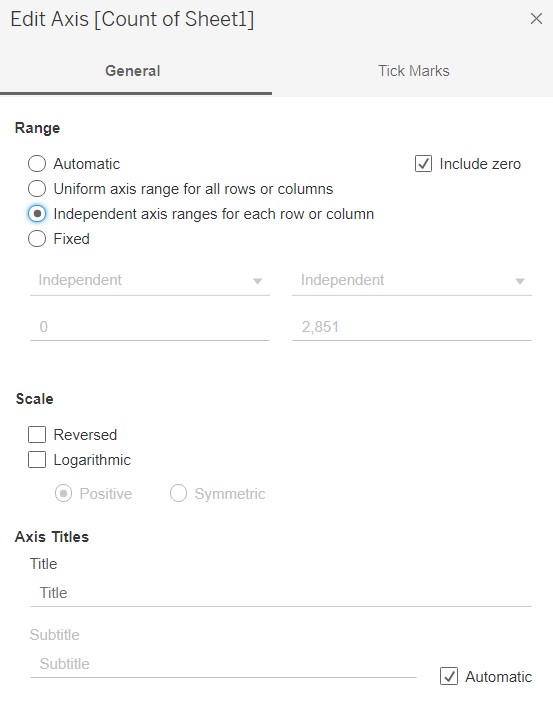 Edit Axis [Count of Sheet1]
General
Tick Marks
Range
Automatic
Include zero
Uniform axis range for all rows or columns
Independent axis ranges for each row or column
Fixed
Independent
Independent
0
2,851
Scale
Reversed
Logarithmic
Positive
Symmetric
Axis Titles
Title
Title
Subtitle
Subtitle
Automatic